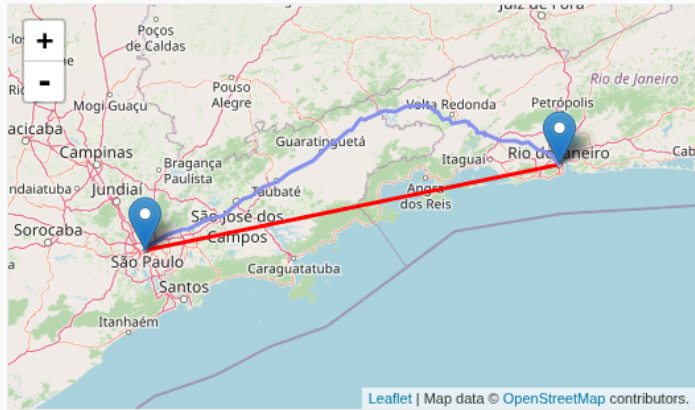 Juiz de Fora
+
-
Poços
de Caldas
Rio de Janeiro
Pouso
Alegre
Mogi Guaçu
Volta Redonda
Petrópolis
acicaba
Guaratinguetá
Campinas
Bragança
Paulista
Itaguaí
Rio de Janeiro
Cab
ndaiatuba
Jundiaí
Taubaté
Angra
dos Reis
São José dos
Campos
Sorocaba
a
São Paulo
Caraguatatuba
Santos
Itanhaém
Leaflet | Map data © OpenStreetMap contributors.